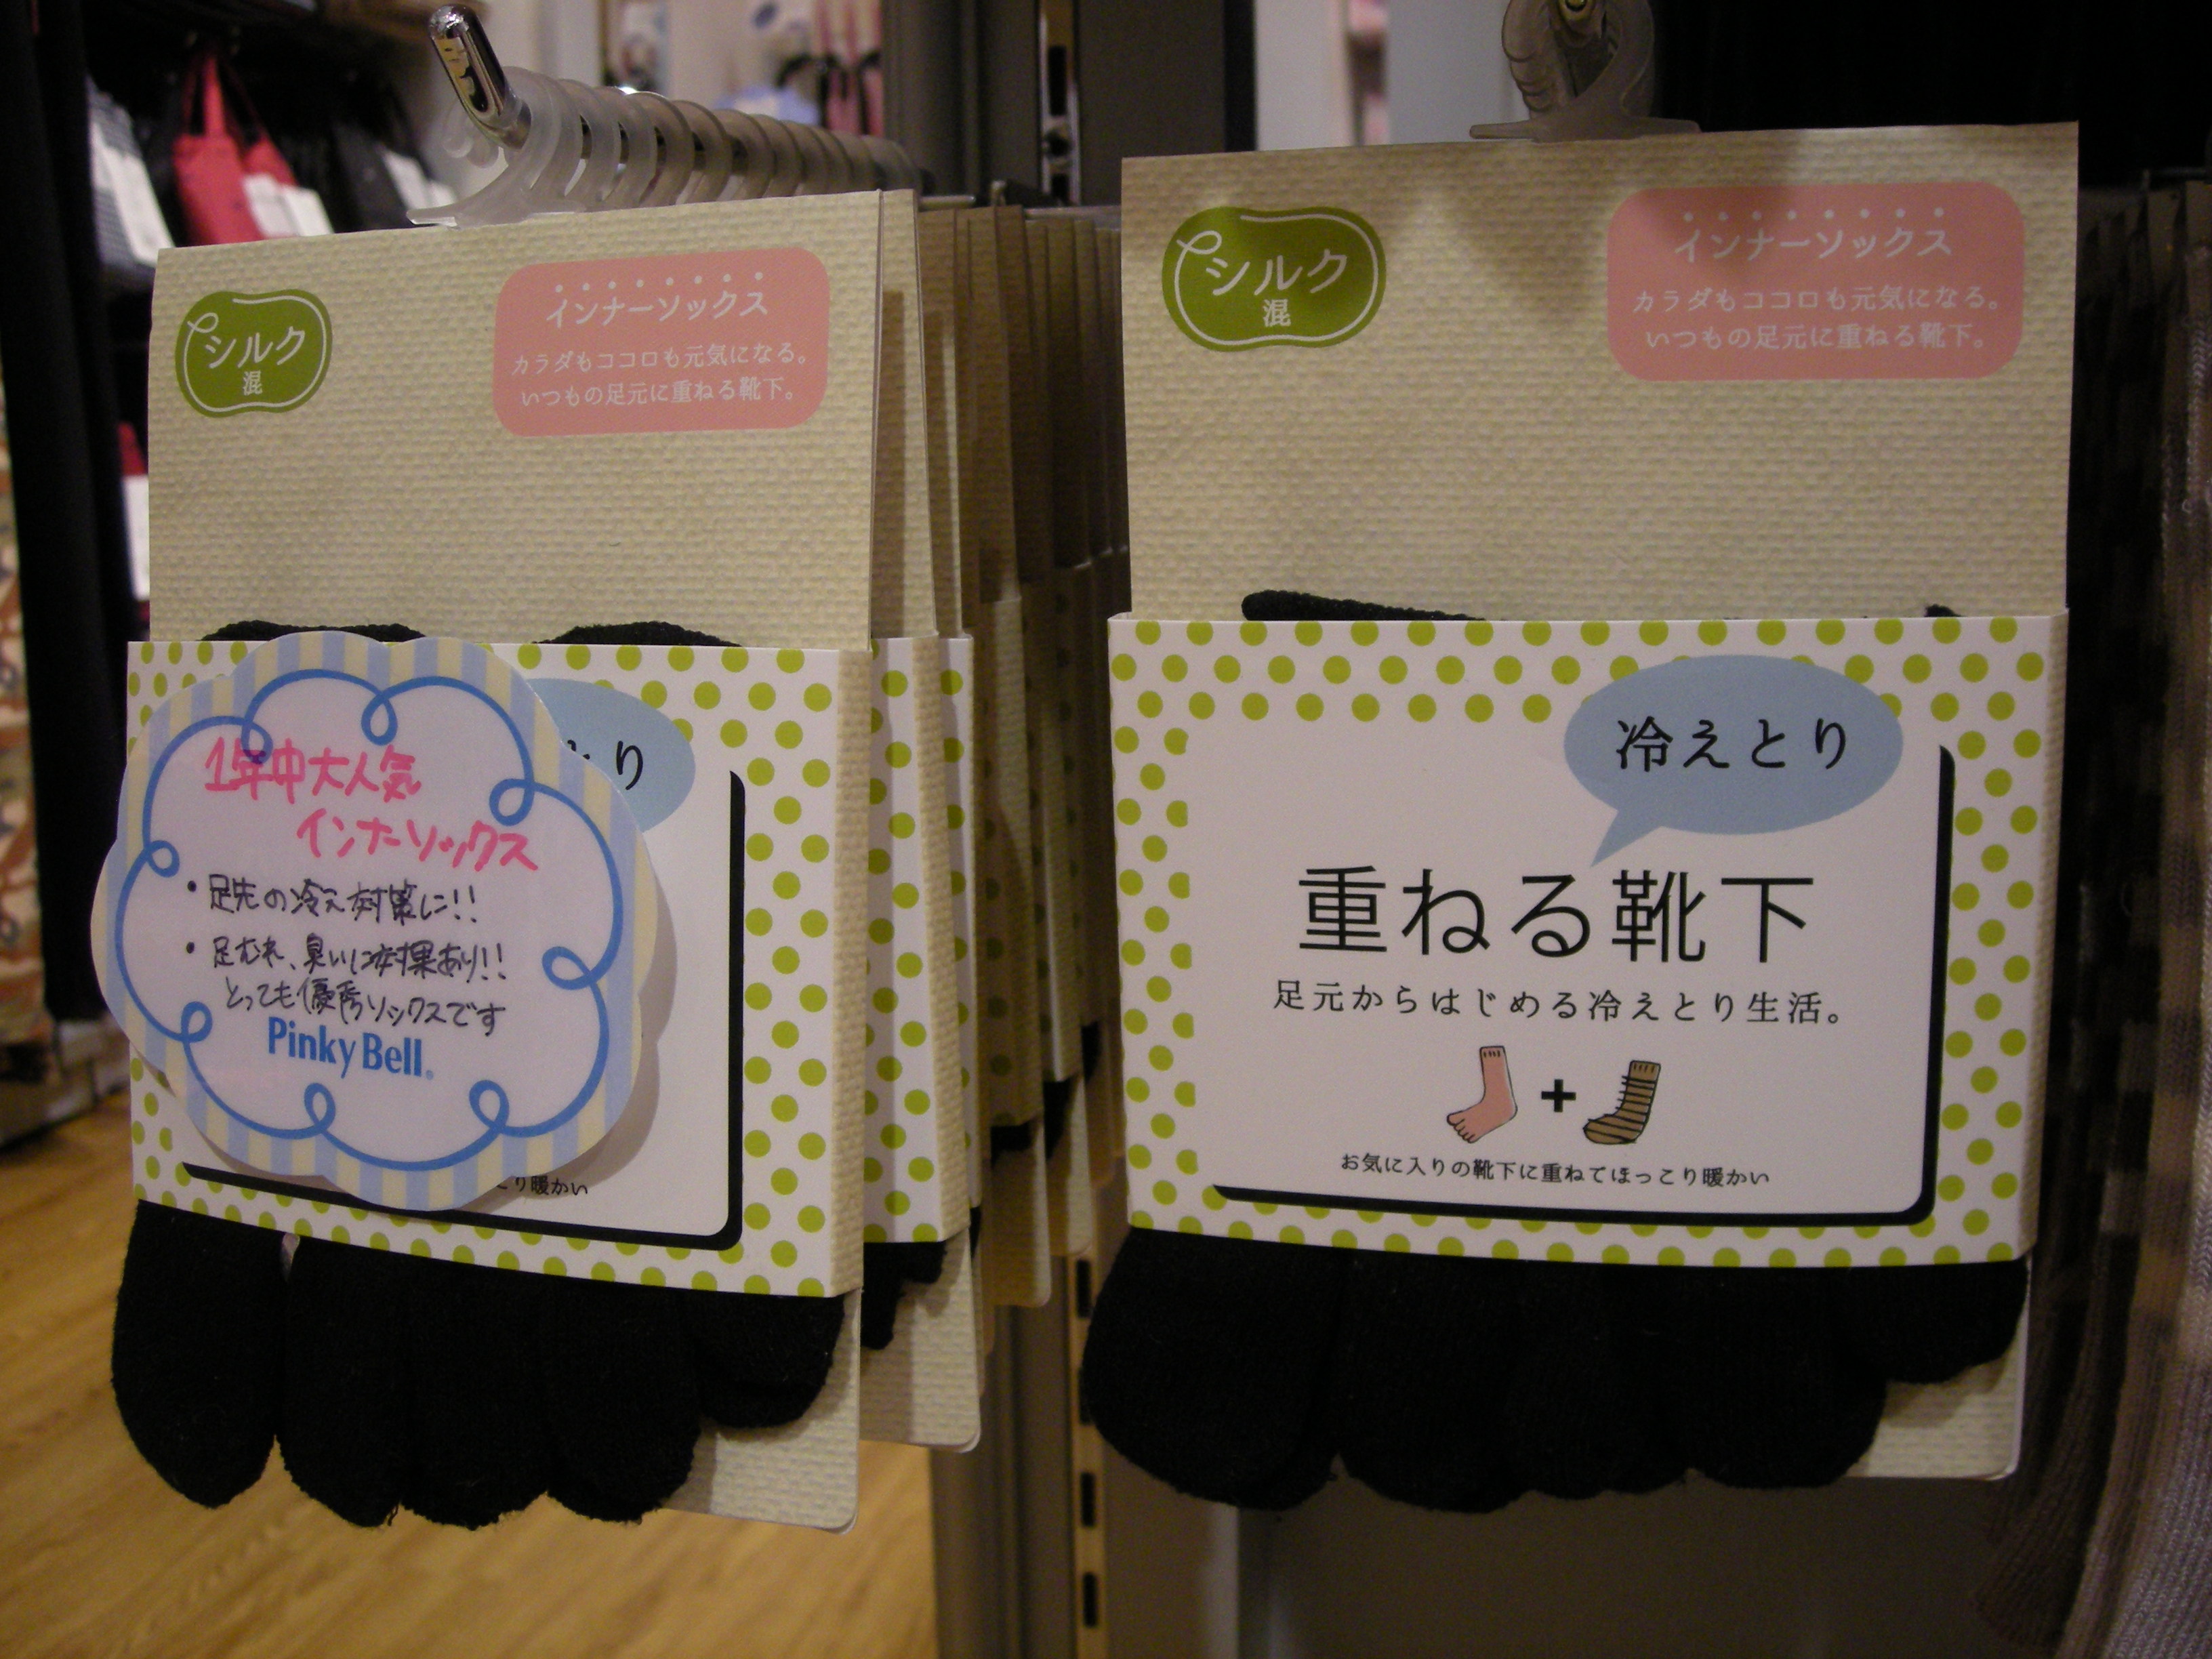 シルク
混
インナーソックス
カラダもココロも元気になる。
いつもの足元に重ねる靴下。
とり
1年中大人気
インナーソックス
・足先の冷え対策に!!
・足むれ、臭いに効果あり!!
とっても優秀ソックスです
Pinky Bell®
こり暖かい
シルク
混
インナーソックス
カラダもココロも元気になる。
いつもの足元に重ねる靴下。
冷えとり
重ねる靴下
足元からはじめる冷えとり生活。
+
お気に入りの靴下に重ねてほっこり暖かい